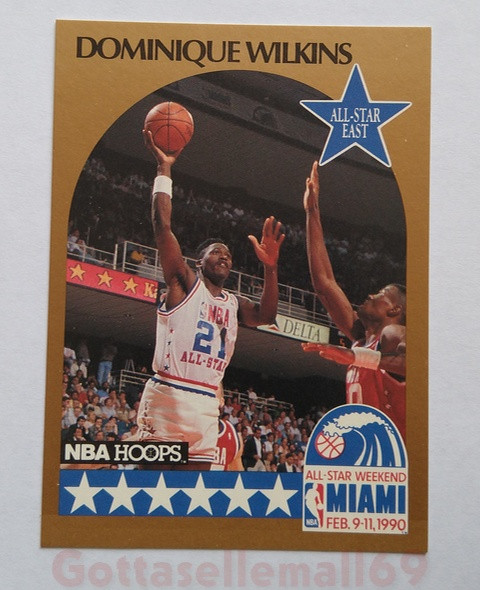 DOMINIQUE WILKINS
ALL-STAR
EAST
NBA
21
ALL-STAR
DELTA
NBA HOOPS
ALL-STAR WEEKEND
NBA
MIAMI
FEB. 9-11, 1990
Gottasellemall69